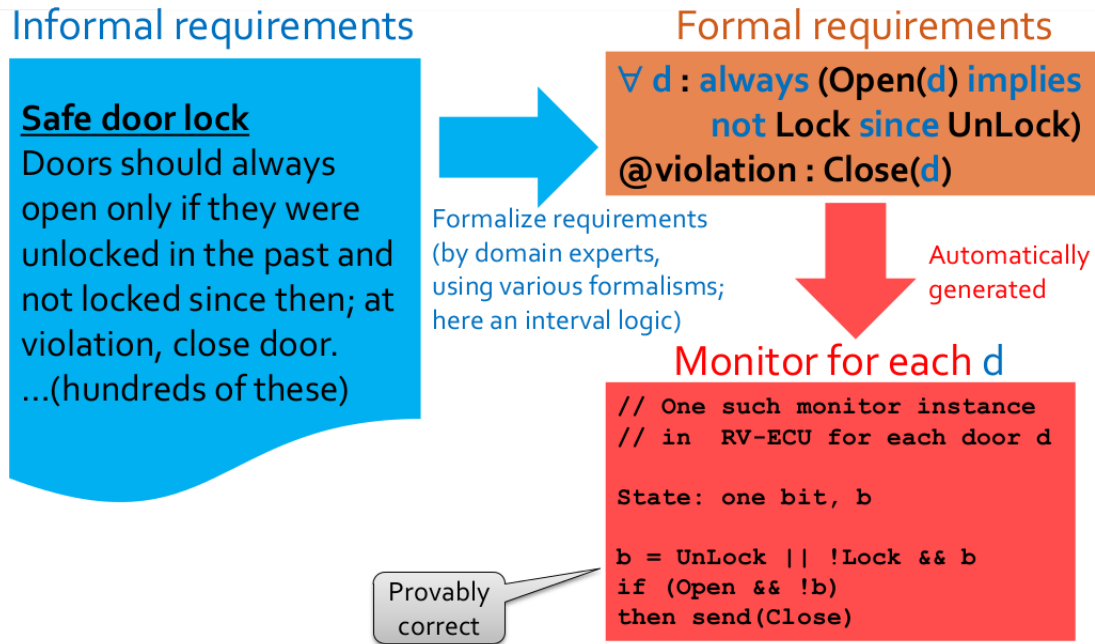 Informal requirements
Safe door lock
Doors should always
open only if they were
unlocked in the past and
not locked since then; at
violation, close door.
...(hundreds of these)
Formalize requirements
(by domain experts,
using various formalisms;
here an interval logic)
Formal requirements
∀ d : always (Open(d) implies
not Lock since UnLock)
@violation : Close(d)
Automatically
generated
Monitor for each d
// One such monitor instance
// in  RV-ECU for each door d
State: one bit, b
b = UnLock || !Lock && b
if (Open && !b)
then send(Close)
Provably
correct